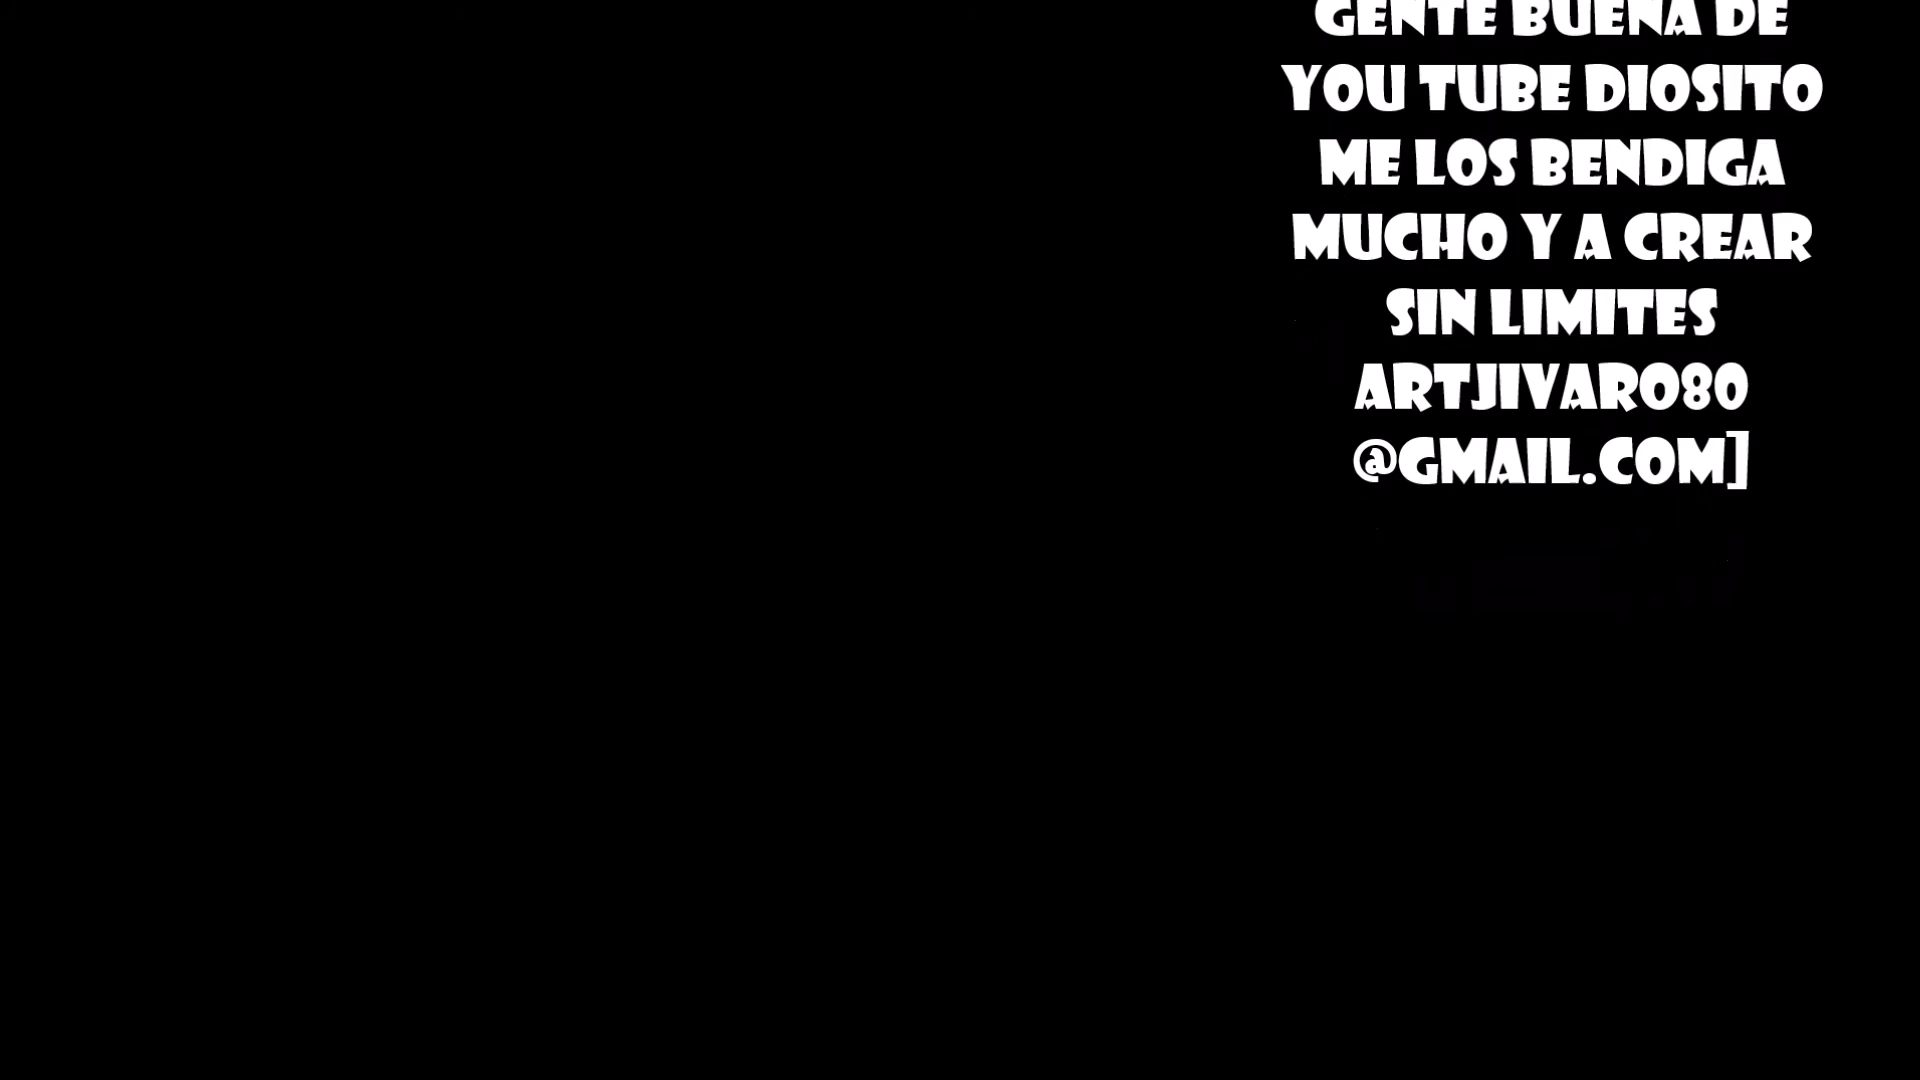 GENTE BUENA DE
YOU TUBE DIOSITO
ME LOS BENDIGA
MUCHO Y A CREAR
SIN LIMITES
ARTJIVARO80
@GMAIL.COM]